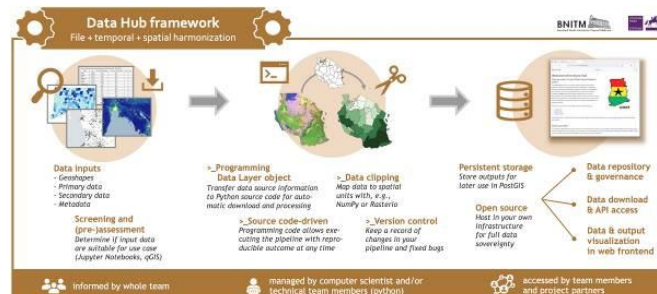 Data Hub framework
File + temporal + spatial harmonization
BNITM
Data inputs
- Geoshapes
- Primary data
- Secondary data
- Metadata
Screening and
(pre-)assessment
Determine if input data
are suitable for use case
(Jupyter Notebooks, qGIS)
>_Programming
Data Layer object
Transfer data source information
to Python source code for auto-
matic download and processing
>_Data clipping
Map data to spatial
units with, e.g.,
NumPy or Rasterio
>_Source code-driven
Programming code allows exe-
cuting the pipeline with repro-
ducible outcome at any time
>_Version control
Keep a record of
changes in your
pipeline and fixed bugs
Persistent storage
Store outputs for
later use in PostGIS
Open source
Host in your own
infrastructure
for full data
sovereignty
Data repository
& governance
Data download
& API access
Data & output
visualization
in web frontend
informed by whole team
managed by computer scientist and/or
technical team members (python)
accessed by team members
and project partners